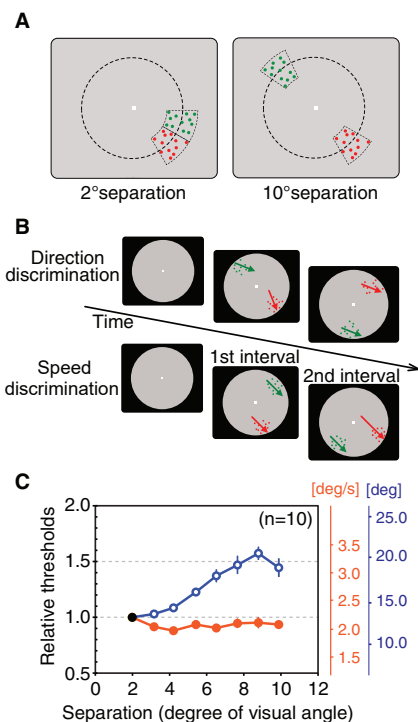 A
2°separation
10°separation
B
Direction
discrimination
Time
Speed
discrimination
1st interval
2nd interval
C
[deg/s]
[deg]
(n=10)
Relative thresholds
2.0
1.5
1.0
0.5
3.5
3.0
2.5
2.0
1.5
25.0
20.0
15.0
10.0
0 2 4 6 8 10 12
Separation (degree of visual angle)